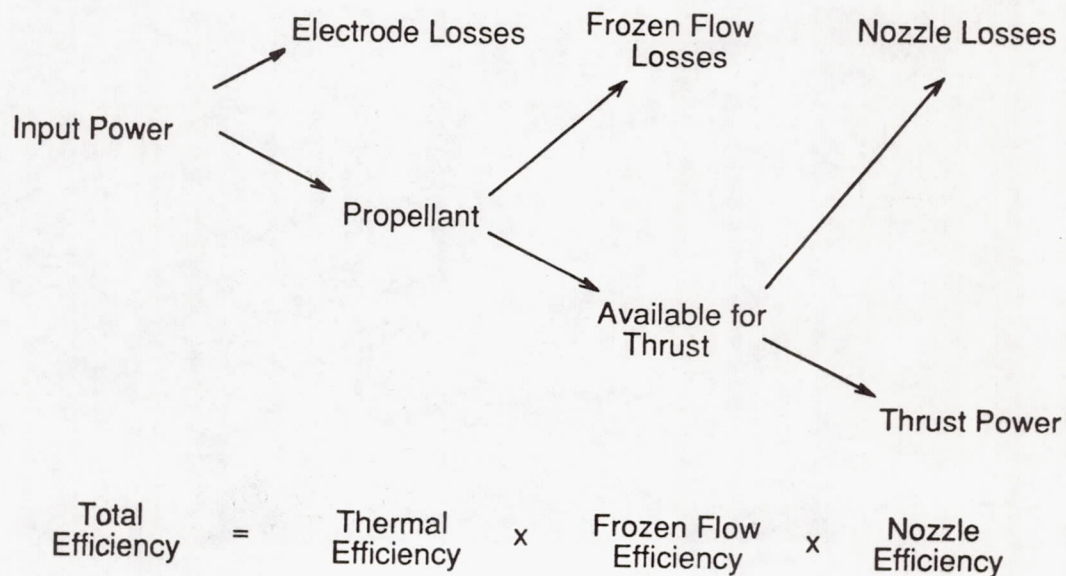 Electrode Losses
Frozen Flow
Losses
Nozzle Losses
Input Power
Propellant
Available for
Thrust
Thrust Power
Total
Efficiency
=
Thermal
Efficiency
x
Frozen Flow
Efficiency
x
Nozzle
Efficiency